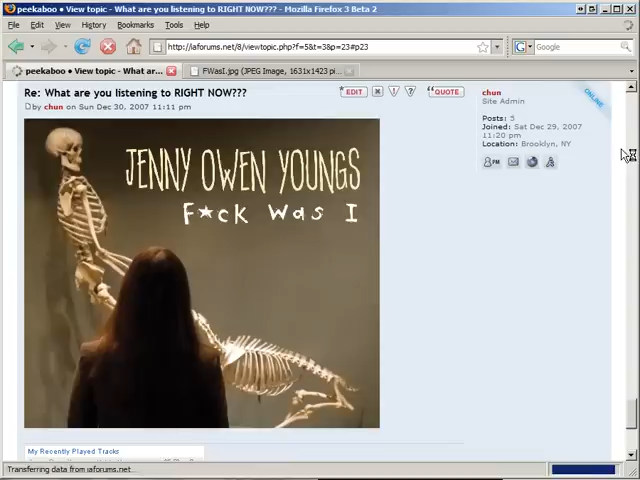 peekaboo • View topic - What are you listening to RIGHT NOW??? - Mozilla Firefox 3 Beta 2
File Edit View History Bookmarks Tools Help
http://iaforums.net/8/viewtopic.php?f=5&t=3&p=23#p23
Google
peekaboo • View topic - What ar...
FWasI.jpg (JPEG Image, 1631x1423 pi...
Re: What are you listening to RIGHT NOW???
EDIT
QUOTE
by chun on Sun Dec 30, 2007 11:11 pm
chun
Site Admin
ONLINE
Joined: Sat Dec 29, 2007
11:20 pm
Location: Brooklyn, NY
PM
JENNY OWEN YOUNGS
F★ck Was I
My Recently Played Tracks
Transferring data from iaforums.net...